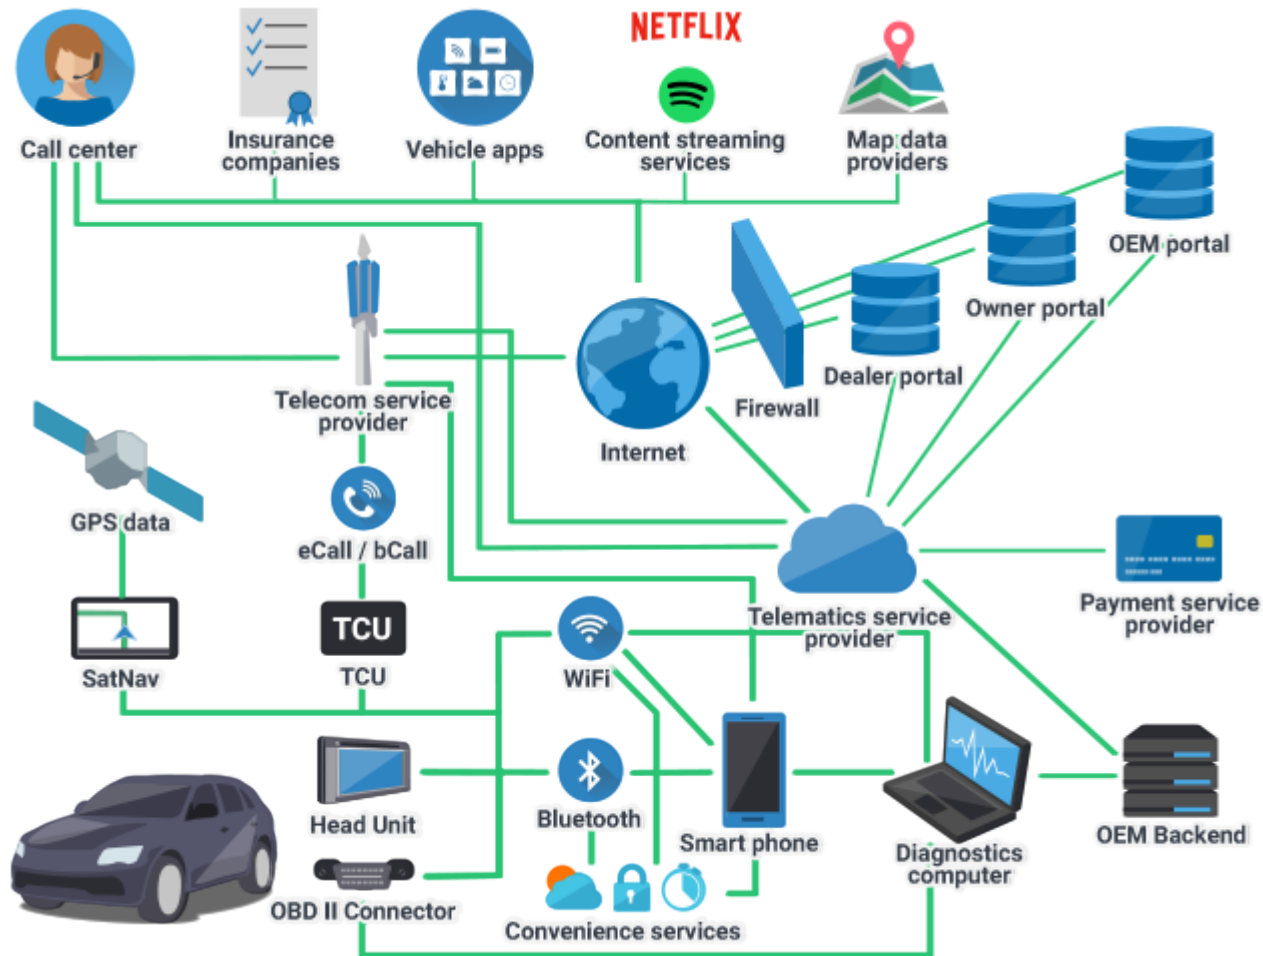 NETFLIX
Call center
Insurance
companies
Vehicle apps
Content streaming
services
Map data
providers
OEM portal
Owner portal
Dealer portal
Firewall
Internet
Telecom service
provider
GPS data
eCall / bCall
TCU
TCU
SatNav
WiFi
Telematics service
provider
Payment service
provider
Head Unit
Bluetooth
Smart phone
Diagnostics
computer
OEM Backend
OBD II Connector
Convenience services